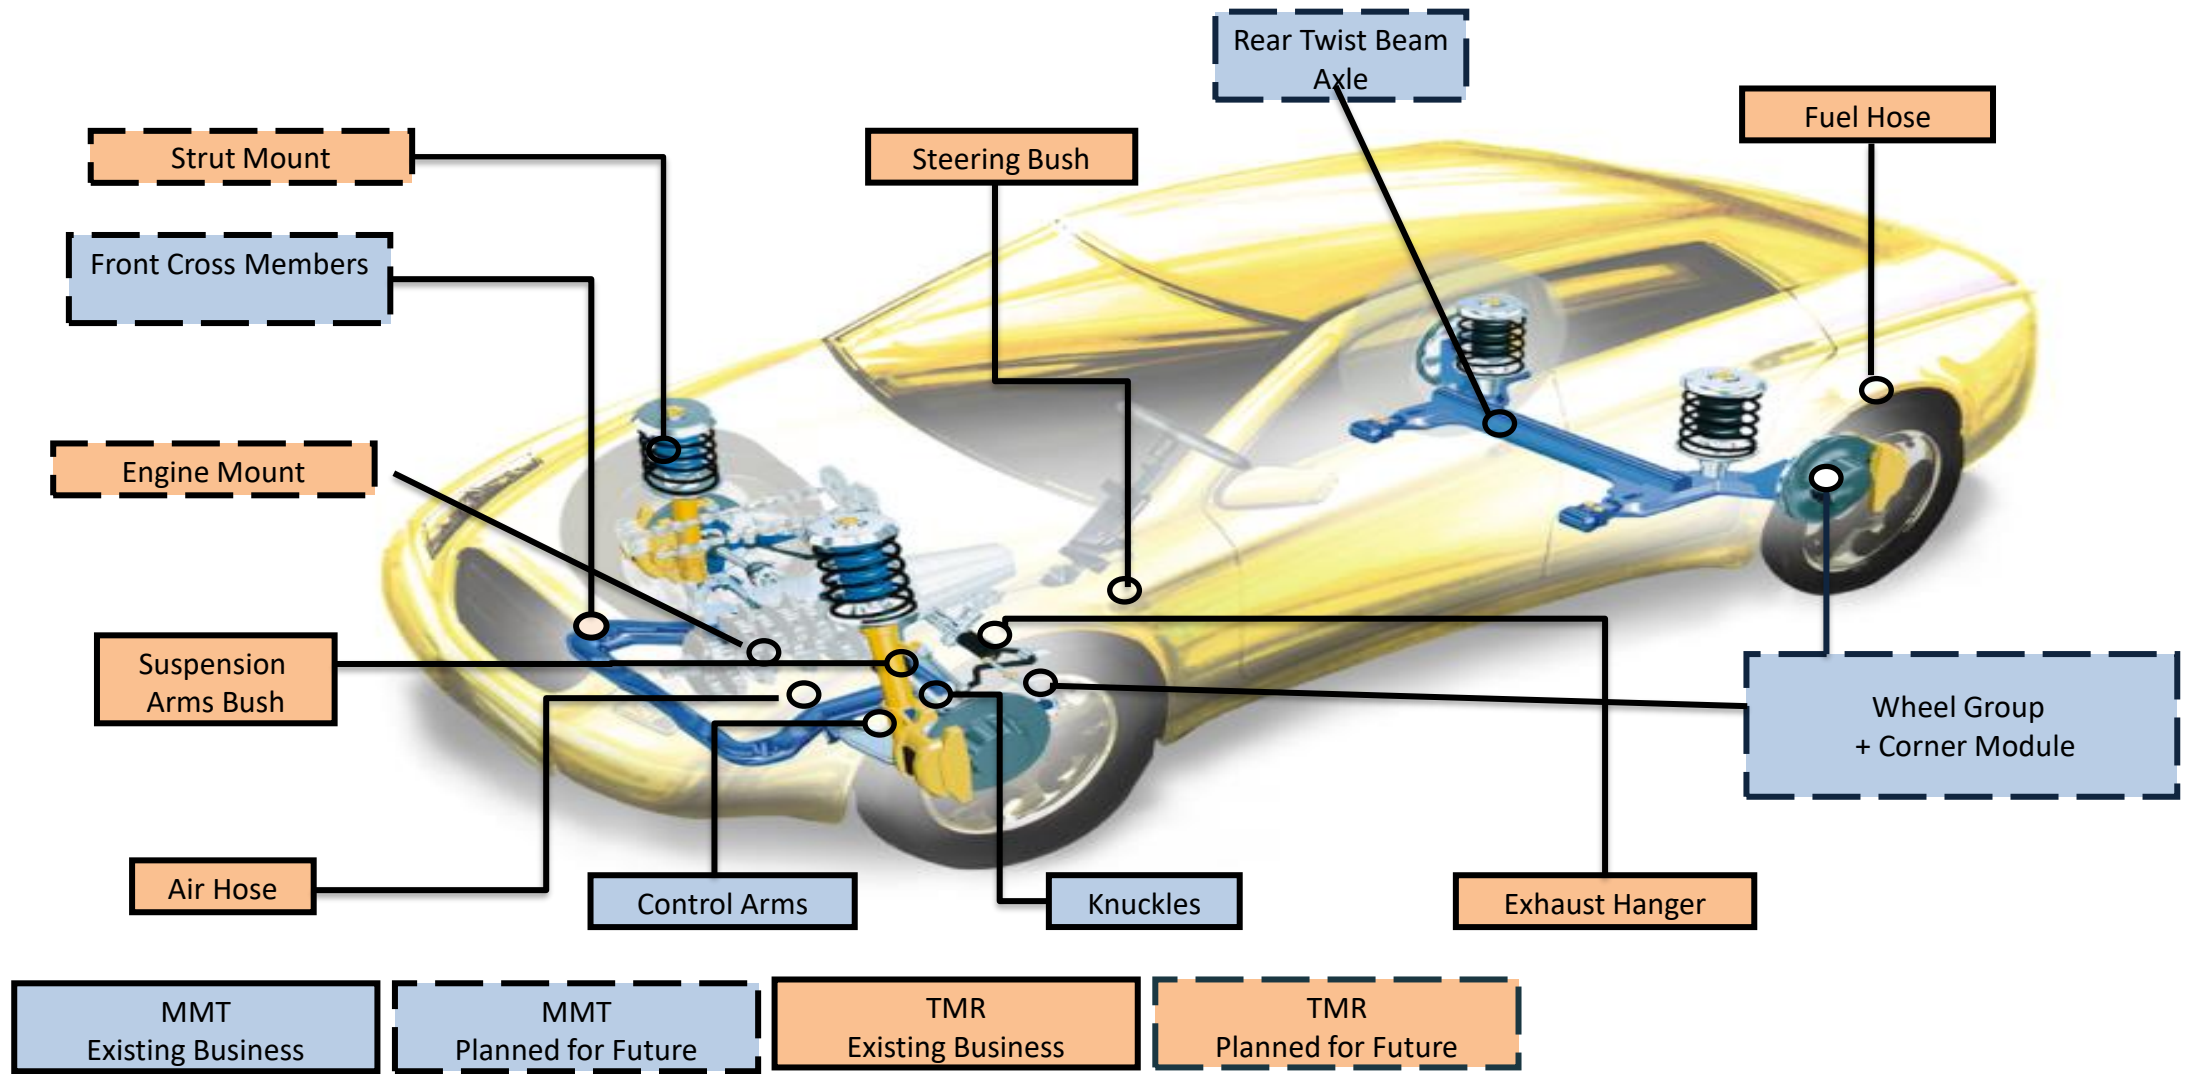 Rear Twist Beam
Axle
Fuel Hose
Strut Mount
Steering Bush
Front Cross Members
Engine Mount
Suspension
Arms Bush
Wheel Group
+ Corner Module
Air Hose
Control Arms
Knuckles
Exhaust Hanger
MMT
Existing Business
MMT
Planned for Future
TMR
Existing Business
TMR
Planned for Future